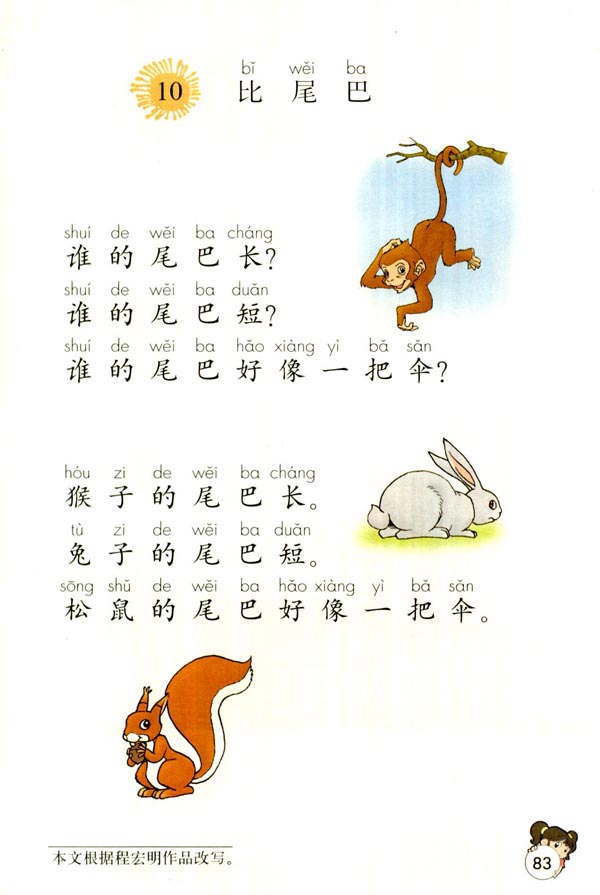 10
bǐ wěi ba
比 尾 巴
shuí de wěi ba cháng
谁 的 尾 巴 长？
shuí de wěi ba duǎn
谁 的 尾 巴 短？
shuí de wěi ba hǎo xiàng yì bǎ sǎn
谁 的 尾 巴 好 像 一 把 伞？
hóu zi de wěi ba cháng
猴 子 的 尾 巴 长。
tù zi de wěi ba duǎn
兔 子 的 尾 巴 短。
sōng shǔ de wěi ba hǎo xiàng yì bǎ sǎn
松 鼠 的 尾 巴 好 像 一 把 伞。
本文根据程宏明作品改写。
83